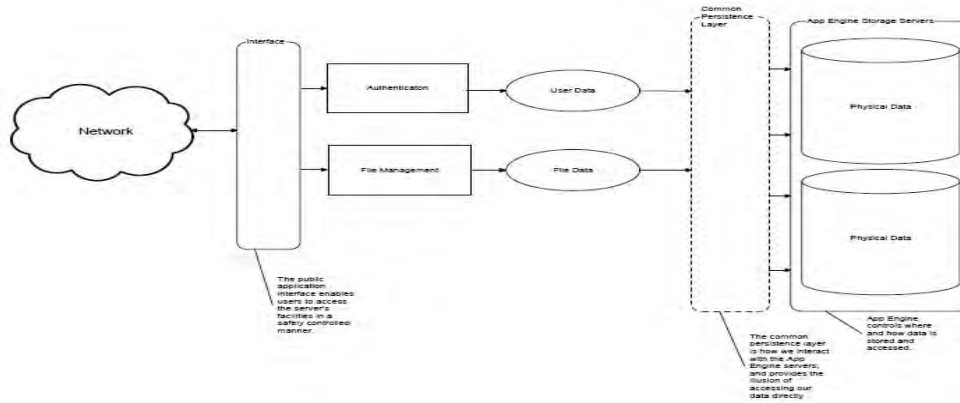 Common
Persistence
Layer
App Engine Storage Servers
Interface
Authenticaton
User Data
Physical Data
Network
File Management
File Data
Physical Data
The public
application
interface enables
users to access
the server's
facilities in a
safely controlled
manner.
App Engine
controls where
and how data is
stored and
accessed.
The common
persistence layer
is how we interact
with the App
Engine servers,
and provides the
illusion of
accessing our
data directly